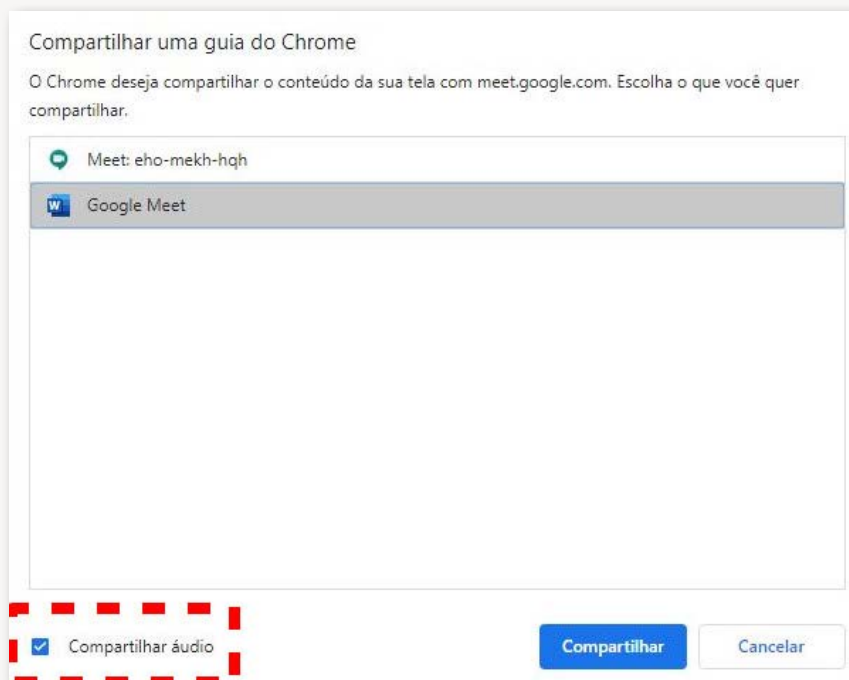 Compartilhar uma guia do Chrome
O Chrome deseja compartilhar o conteúdo da sua tela com meet.google.com. Escolha o que você quer
compartilhar.
Meet: eho-mekh-hqh
W Google Meet
Compartilhar áudio
Compartilhar
Cancelar